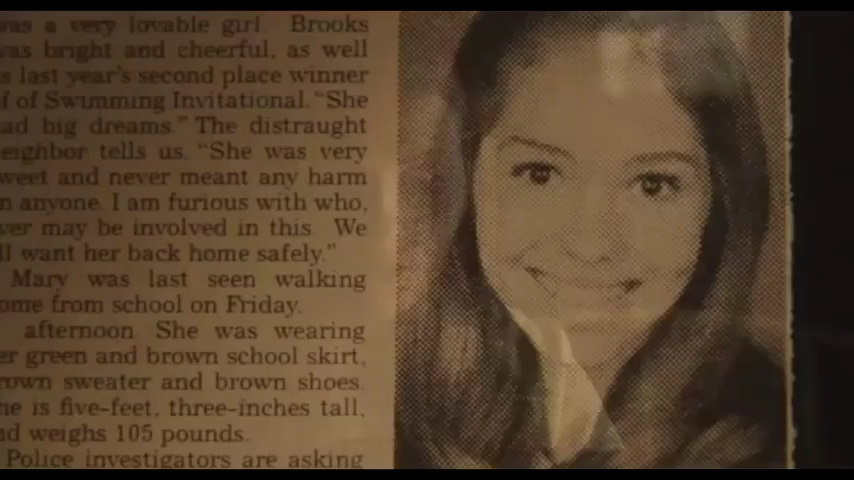 was a very lovable girl. Brooks
was bright and cheerful, as well
s last year's second place winner
f of Swimming Invitational. "She
ad big dreams." The distraught
eighbor tells us. "She was very
weet and never meant any harm
n anyone. I am furious with who,
ver may be involved in this. We
ll want her back home safely."
Mary was last seen walking
ome from school on Friday.
afternoon She was wearing
er green and brown school skirt,
rown sweater and brown shoes.
he is five-feet, three-inches tall,
nd weighs 105 pounds.
Police investigators are asking